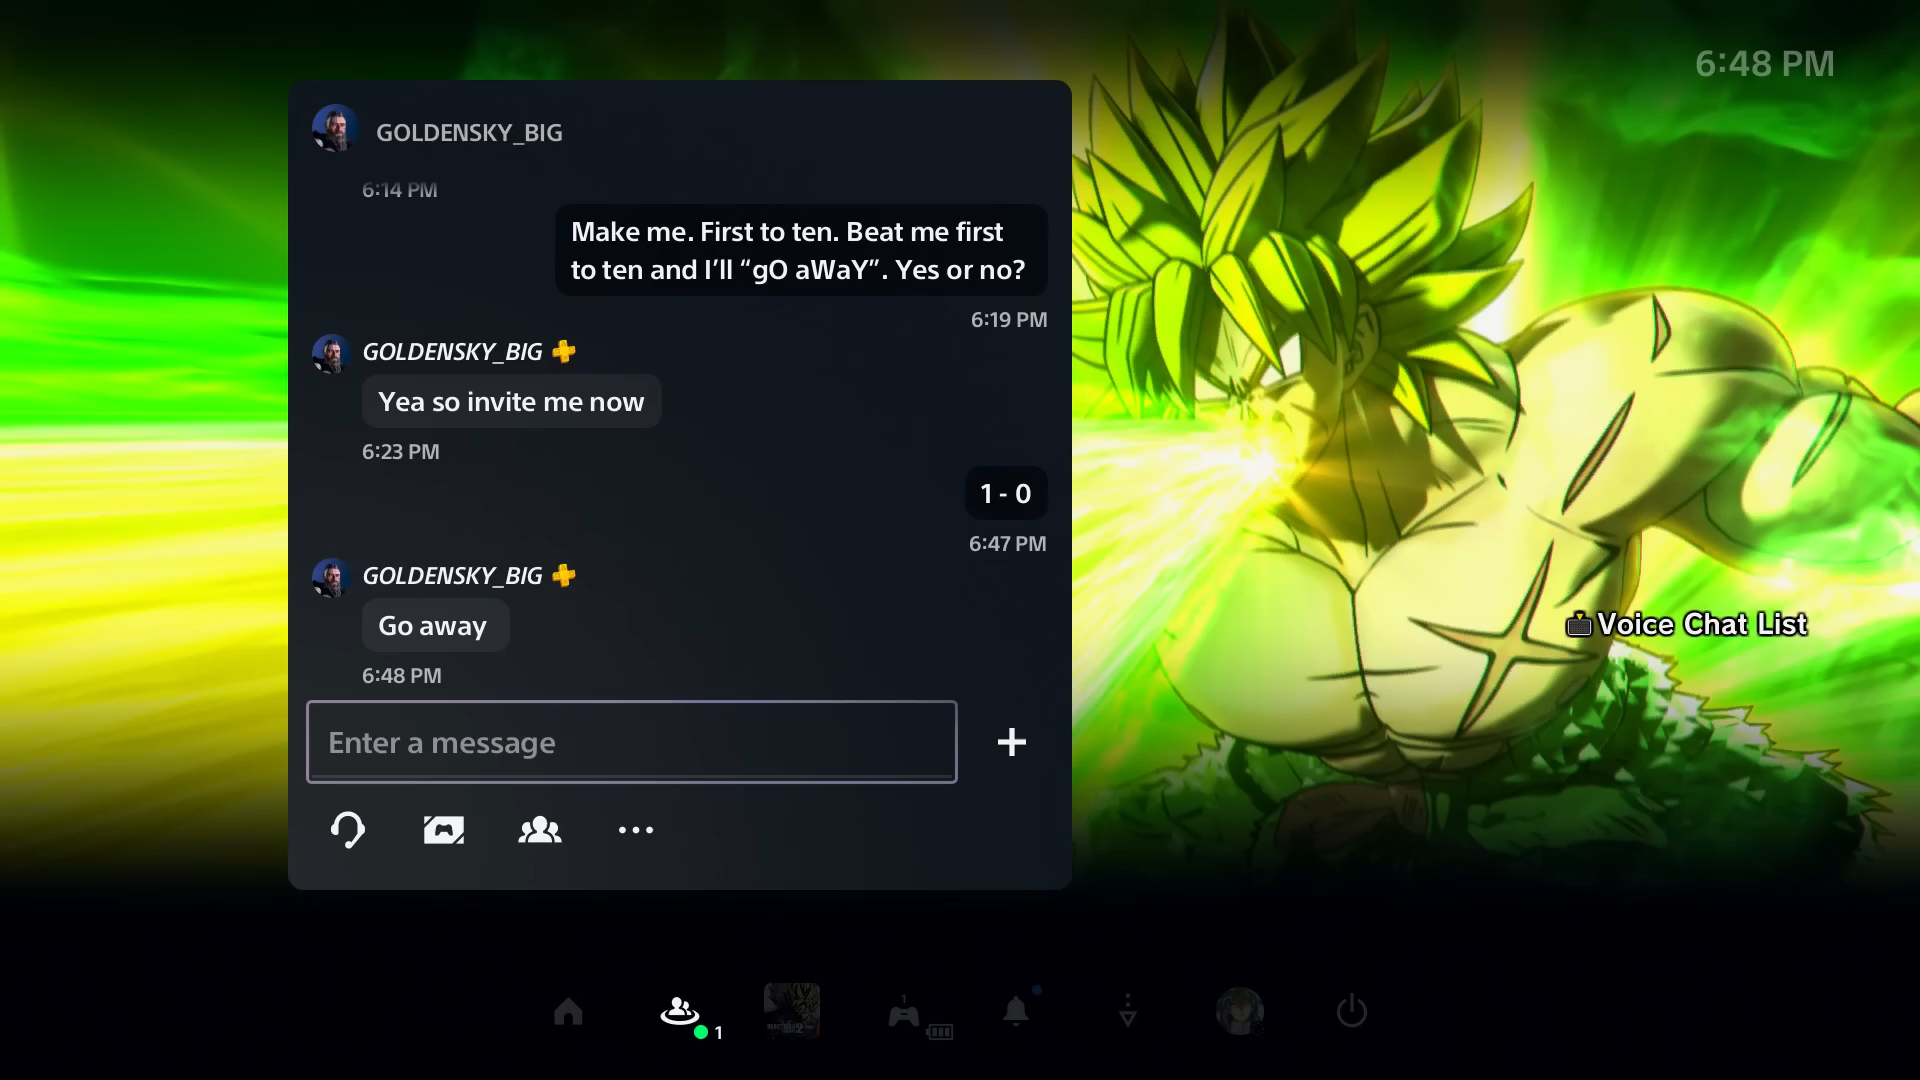 6:48 PM
GOLDENSKY_BIG
6:14 PM
Make me. First to ten. Beat me first
to ten and I’ll “gO aWaY”. Yes or no?
6:19 PM
GOLDENSKY_BIG
Yea so invite me now
6:23 PM
1 - 0
6:47 PM
GOLDENSKY_BIG
Go away
6:48 PM
Voice Chat List
Enter a message
1
1